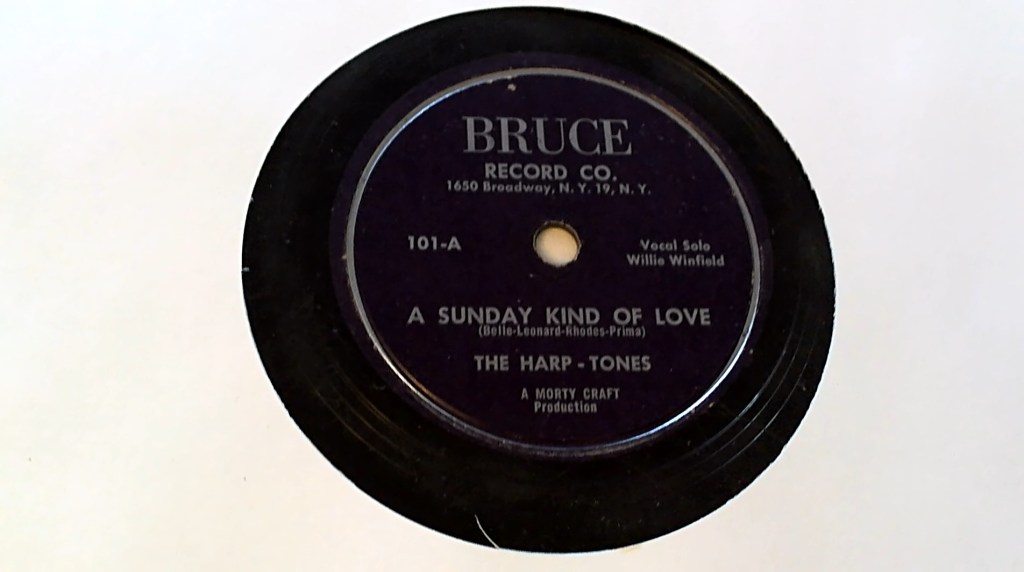 BRUCE
RECORD CO.
1650 Broadway, N. Y. 19, N. Y.
101-A
Vocal Solo
Willie Winfield
A SUNDAY KIND OF LOVE
(Belle-Leonard-Rhodes-Prima)
THE HARP - TONES
A MORTY CRAFT
Production